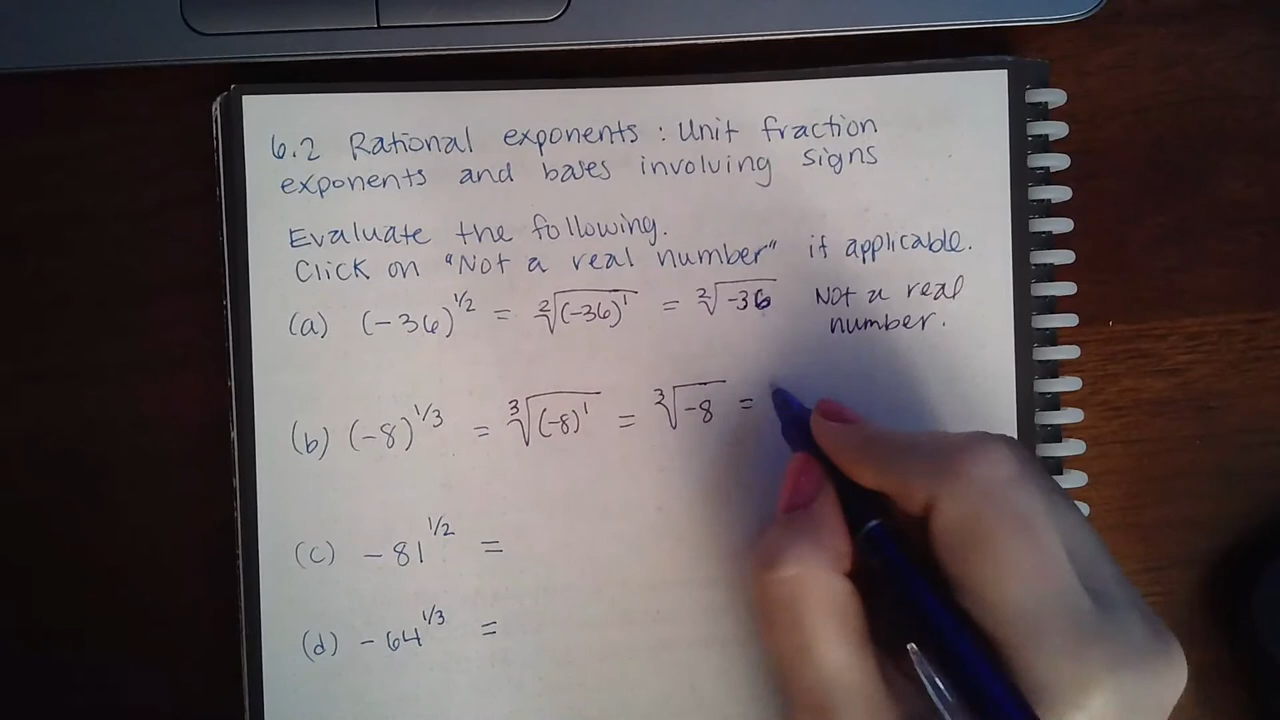 6.2 Rational exponents : Unit fraction
exponents and bases involving signs
Evaluate the following.
Click on "Not a real number" if applicable.
(a) (-36)^1/2 = ²√(-36)^1 = ²√-36 Not a real
number.
(b) (-8)^1/3 = ³√(-8)^1 = ³√-8 =
(c) -81^1/2 =
(d) -64^1/3 =